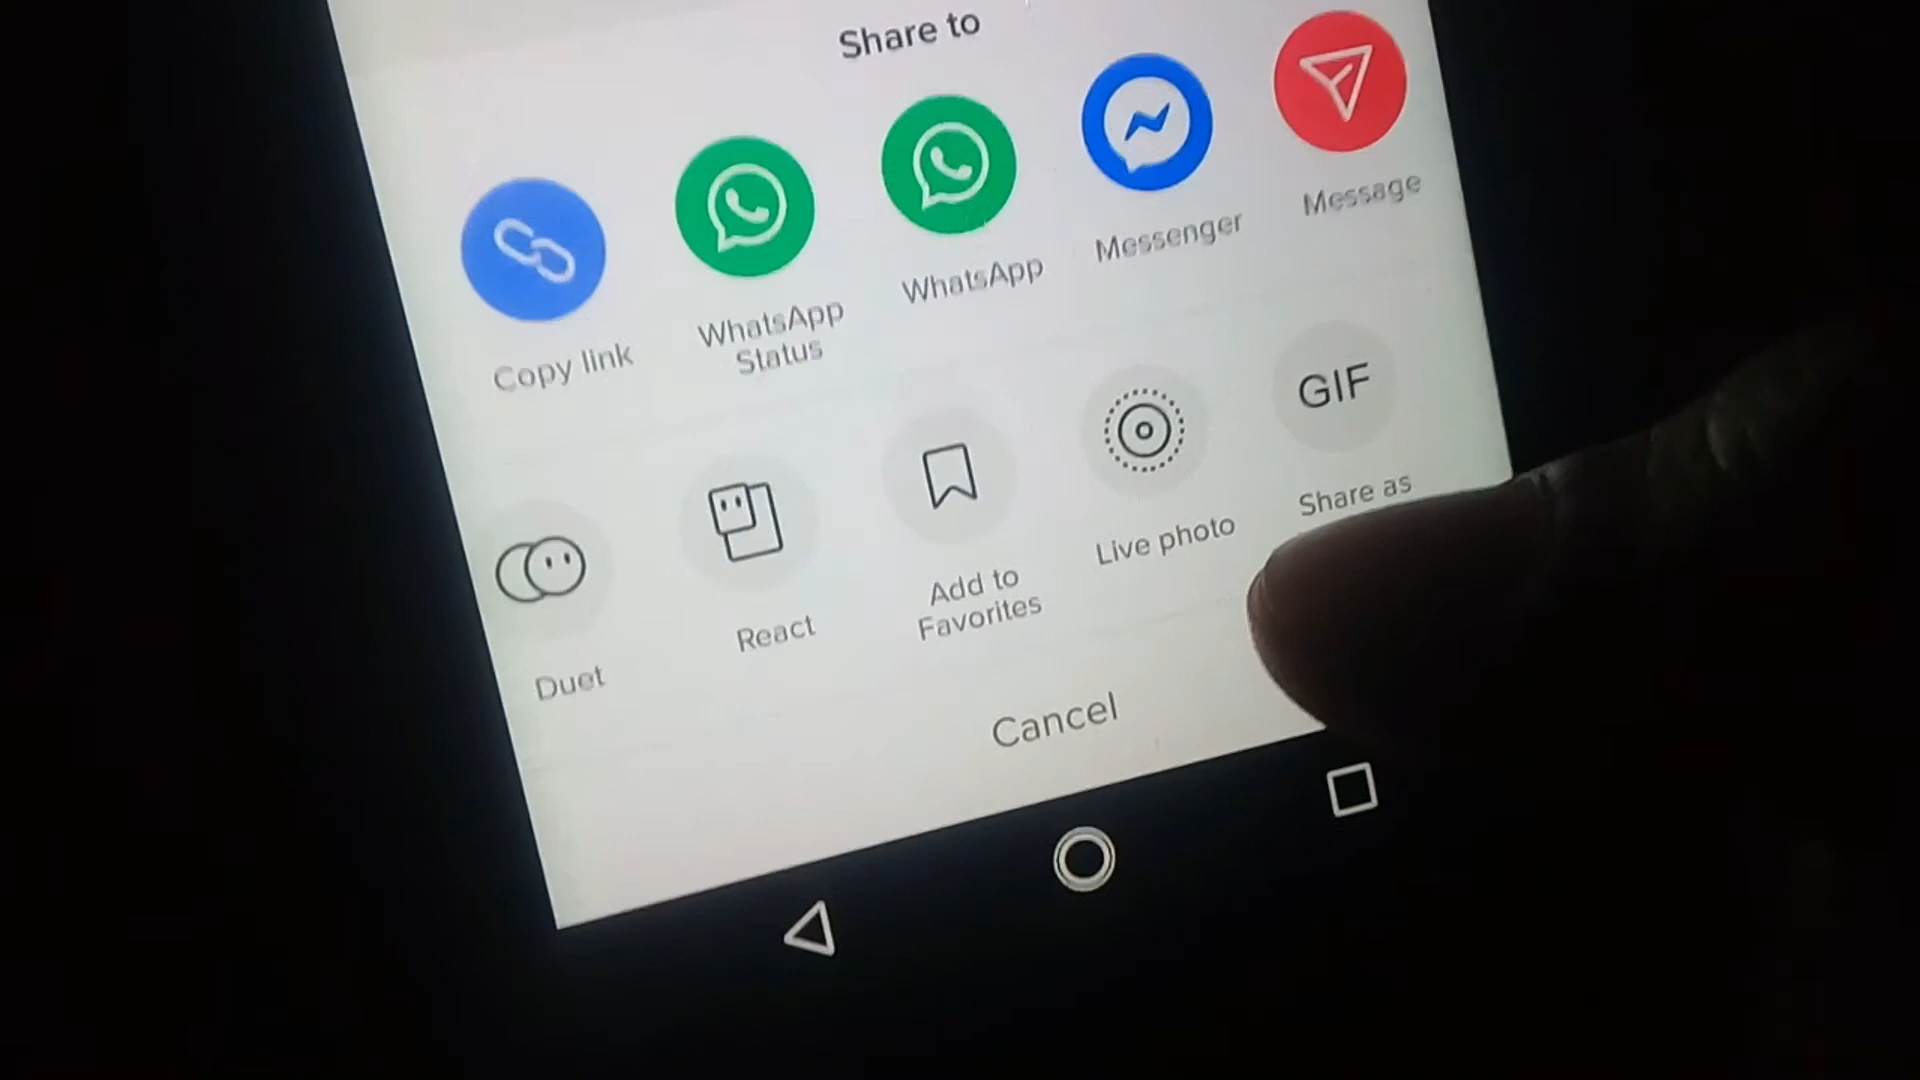 Share to
Copy link
WhatsApp
Status
WhatsApp
Messenger
Message
Duet
React
Add to
Favorites
Live photo
GIF
Share as
Cancel